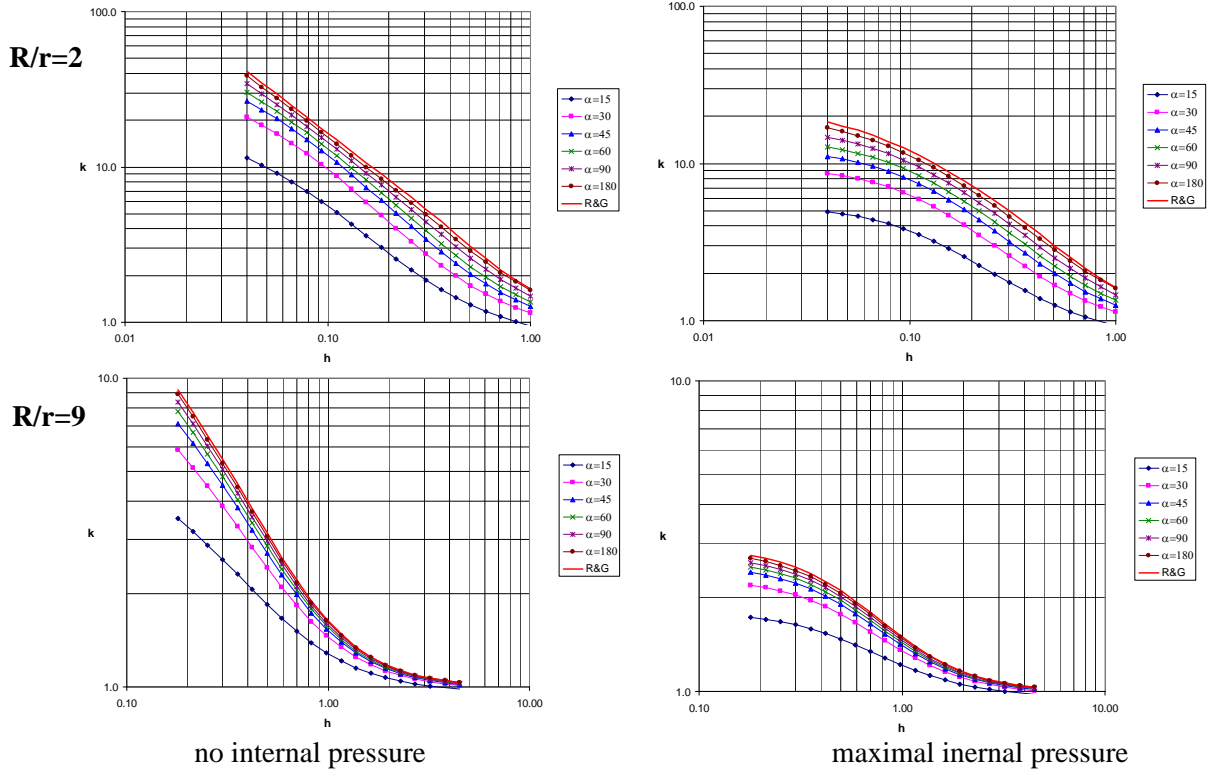 R/r=2
100.0
10.0
1.0
k
0.01
0.10
1.00
h
α=15
α=30
α=45
α=60
α=90
α=180
R&G
100.0
10.0
1.0
k
0.01
0.10
1.00
h
α=15
α=30
α=45
α=60
α=90
α=180
R&G
R/r=9
10.0
1.0
k
0.10
1.00
10.00
h
α=15
α=30
α=45
α=60
α=90
α=180
R&G
10.0
1.0
k
0.10
1.00
10.00
h
α=15
α=30
α=45
α=60
α=90
α=180
R&G
no internal pressure
maximal inernal pressure